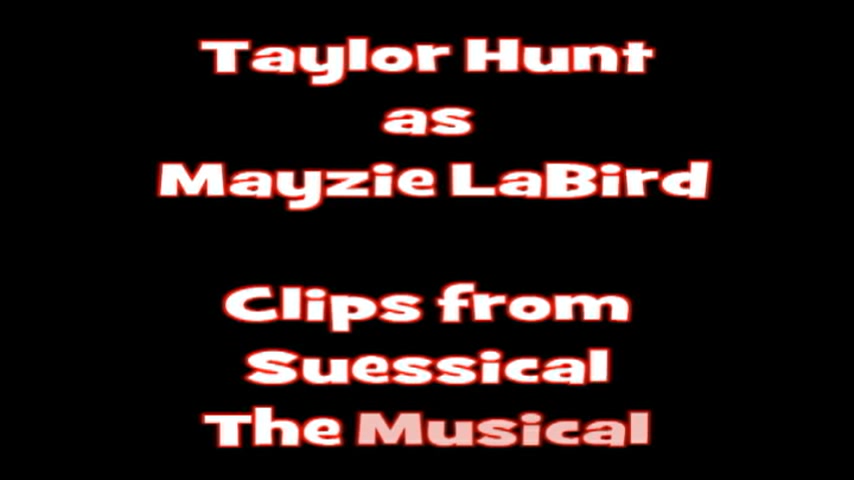 Taylor Hunt
as
Mayzie LaBird
Clips from
Suessical
The Musical